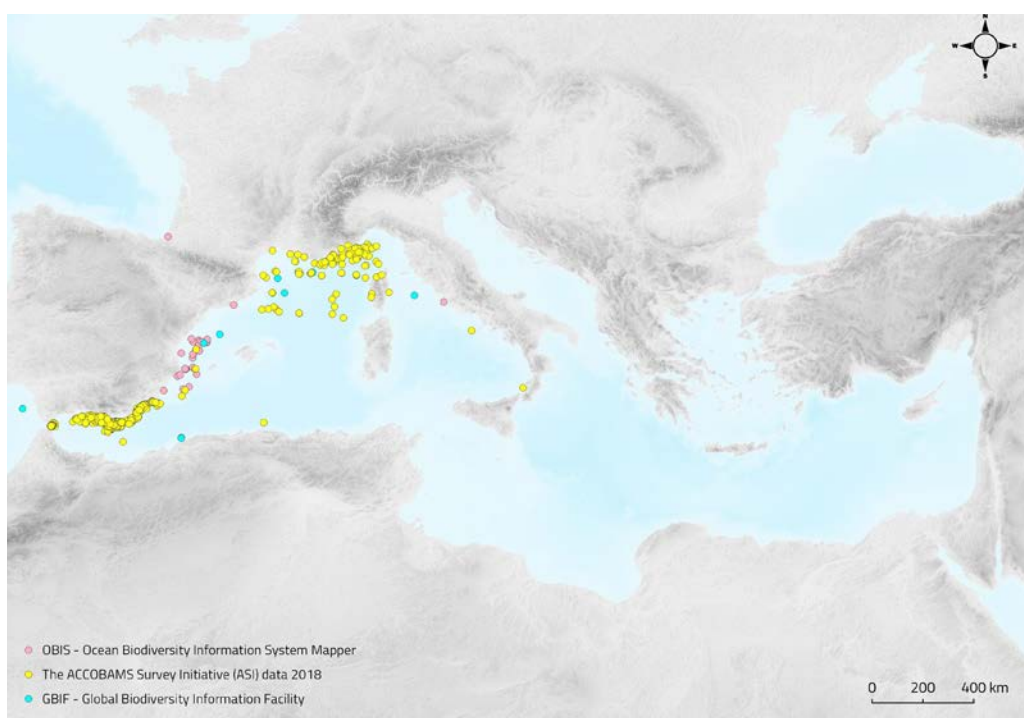 N
W E
S
OBIS - Ocean Biodiversity Information System Mapper
The ACCOBAMS Survey Initiative (ASI) data 2018
GBIF - Global Biodiversity Information Facility
0 200 400 km